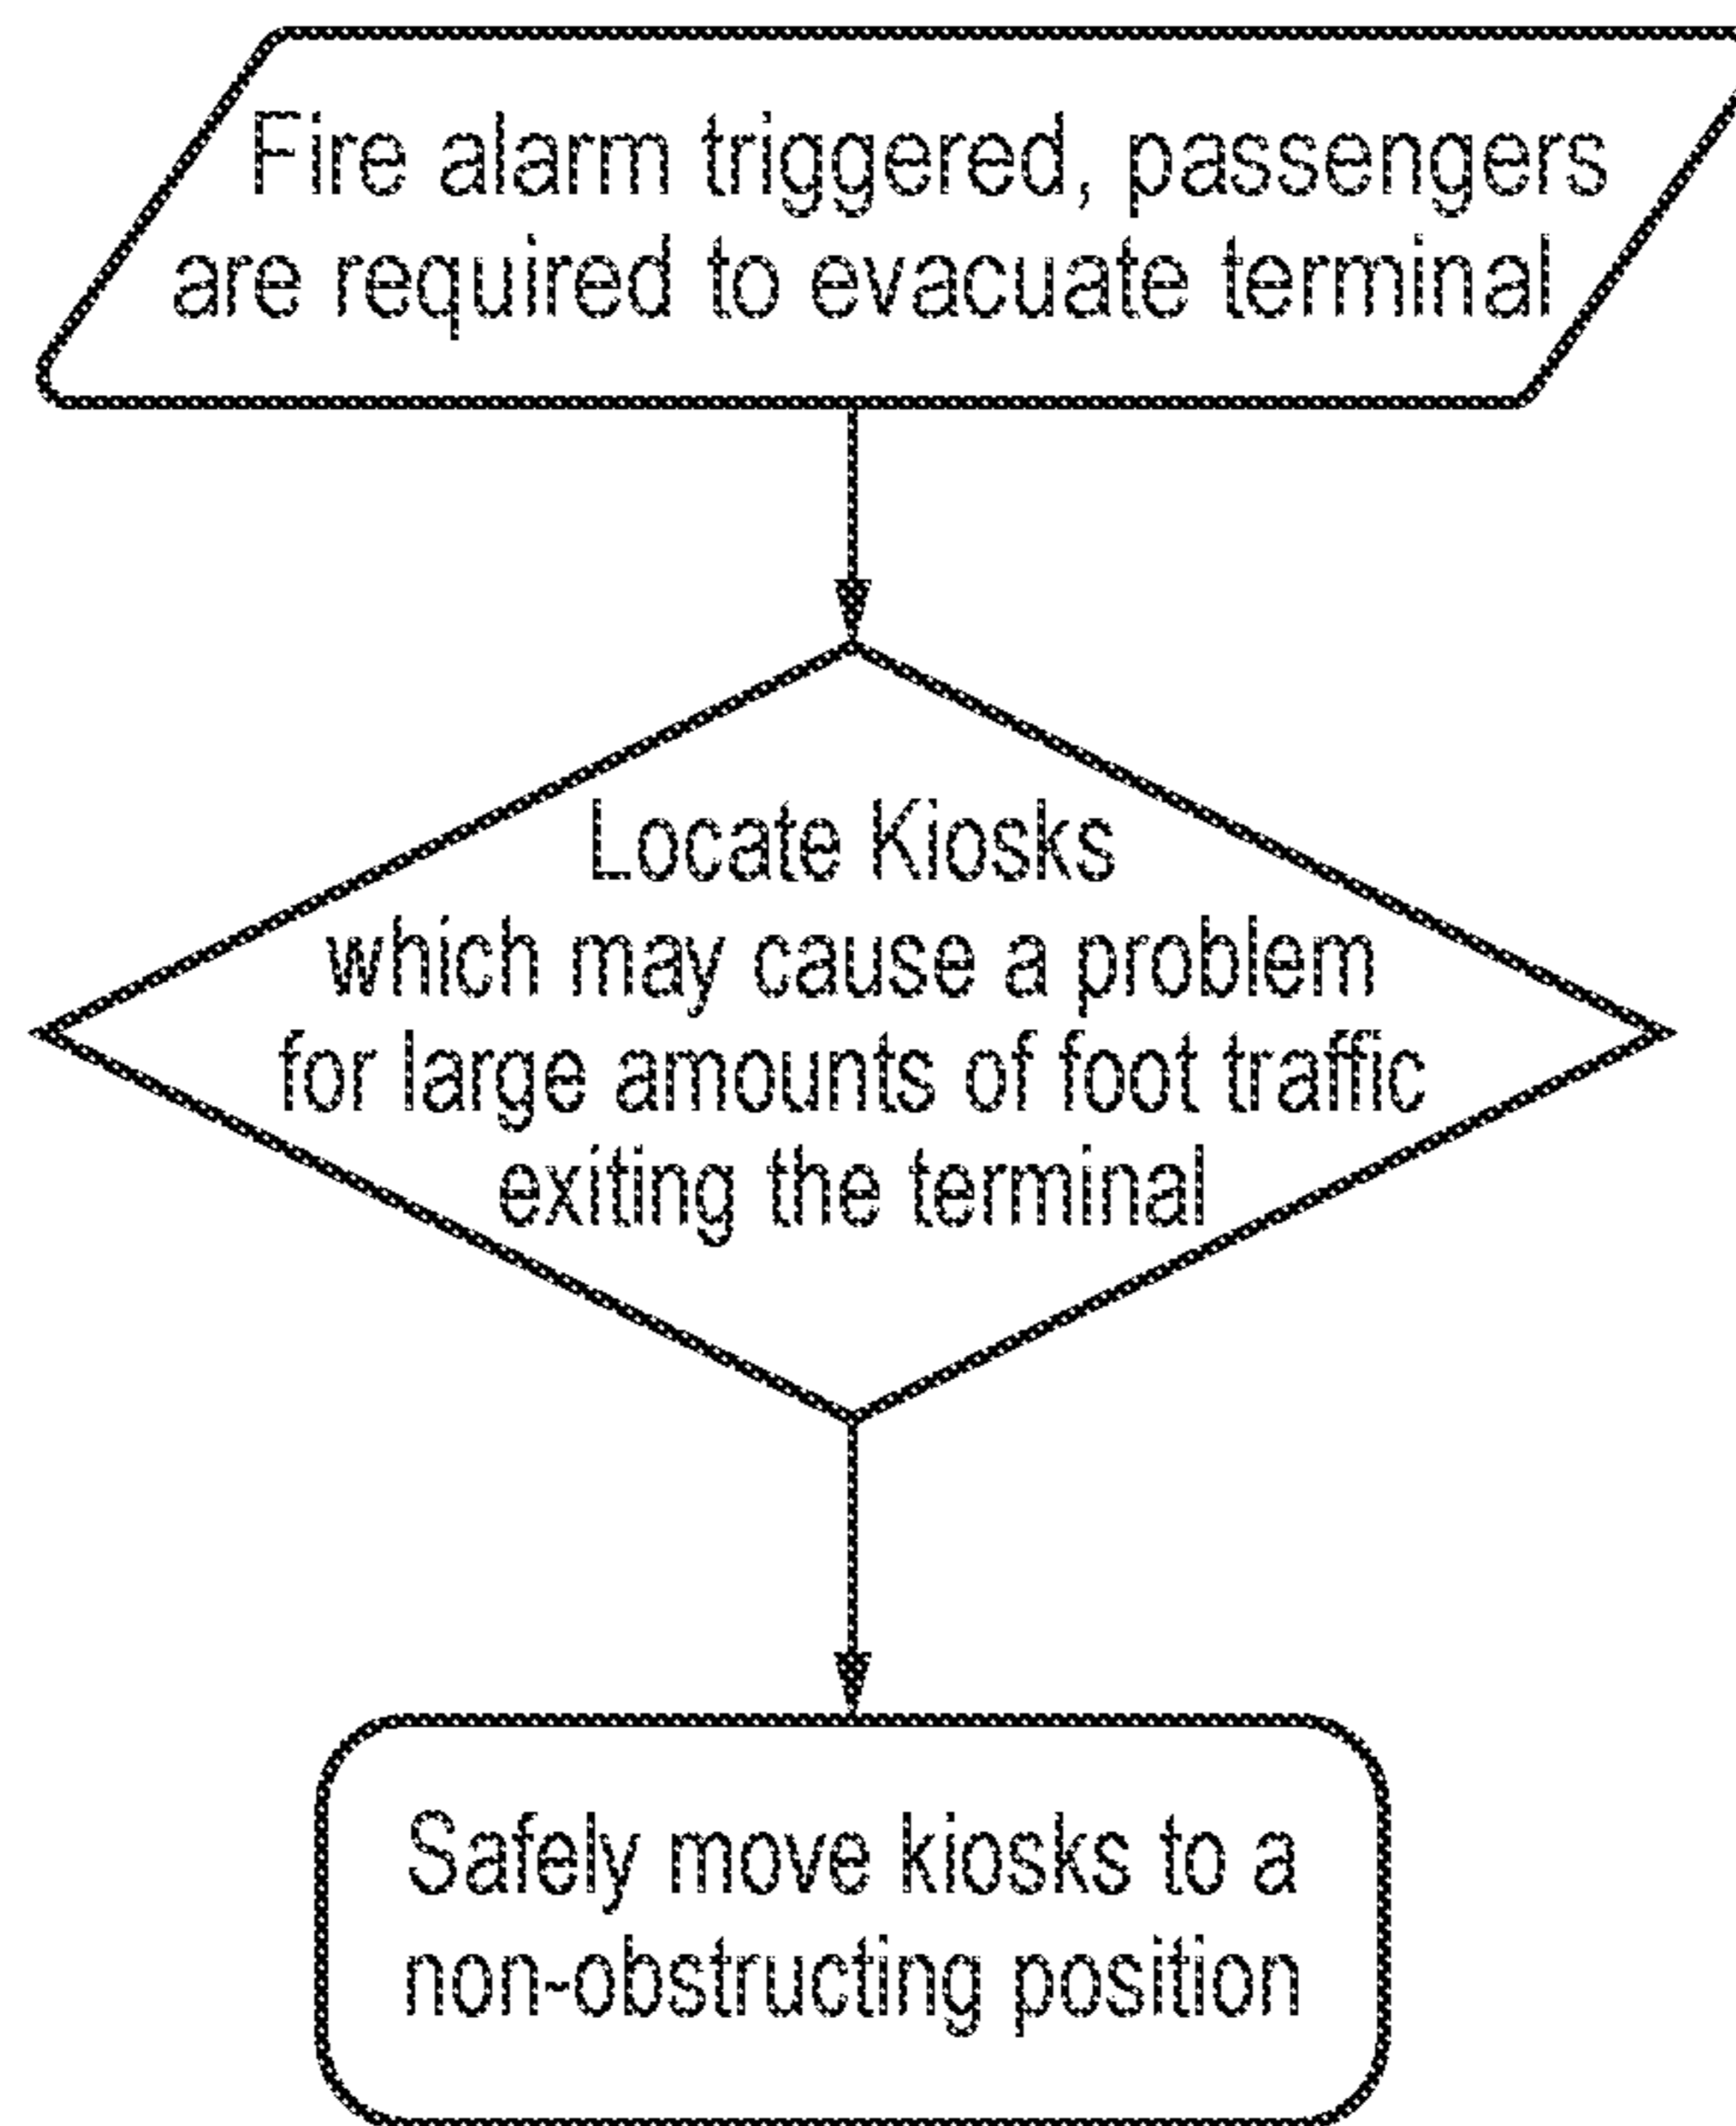 Fire alarm triggered, passengers
are required to evacuate terminal
Locate Kiosks
which may cause a problem
for large amounts of foot traffic
exiting the terminal
Safely move kiosks to a
non-obstructing position